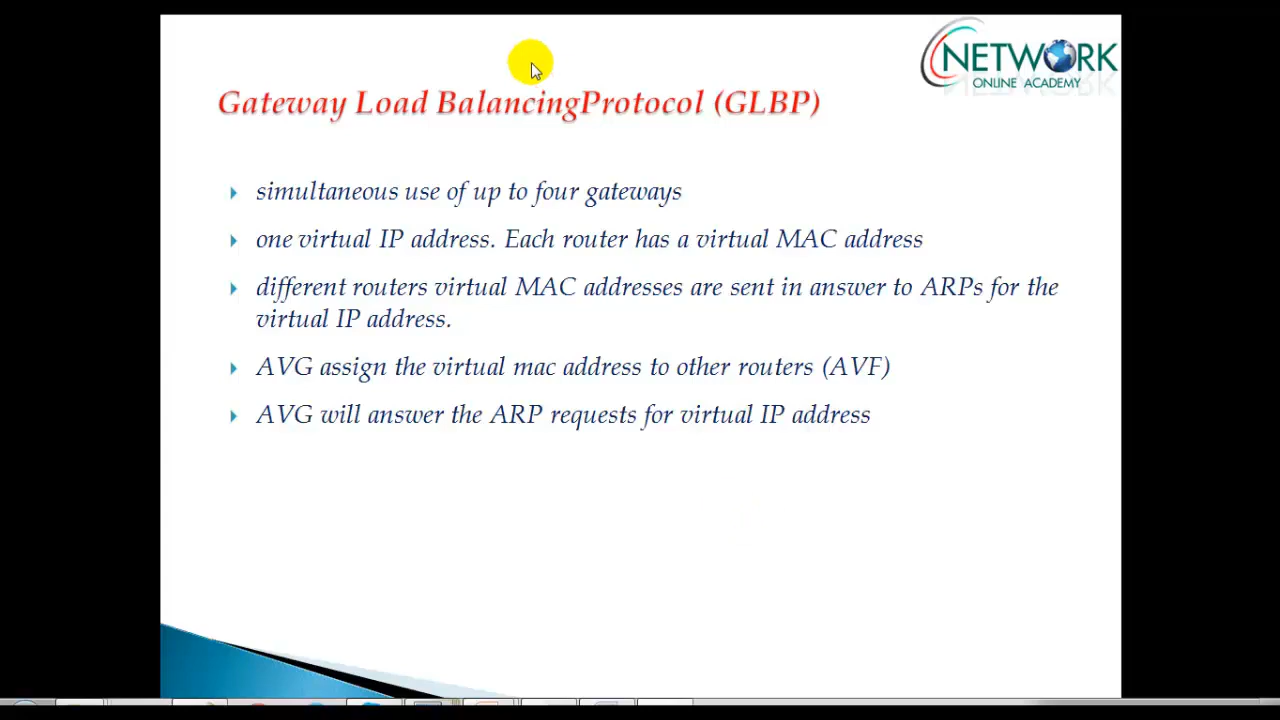 NETWORK
ONLINE ACADEMY
Gateway Load BalancingProtocol (GLBP)
simultaneous use of up to four gateways
one virtual IP address. Each router has a virtual MAC address
different routers virtual MAC addresses are sent in answer to ARPs for the
virtual IP address.
AVG assign the virtual mac address to other routers (AVF)
AVG will answer the ARP requests for virtual IP address